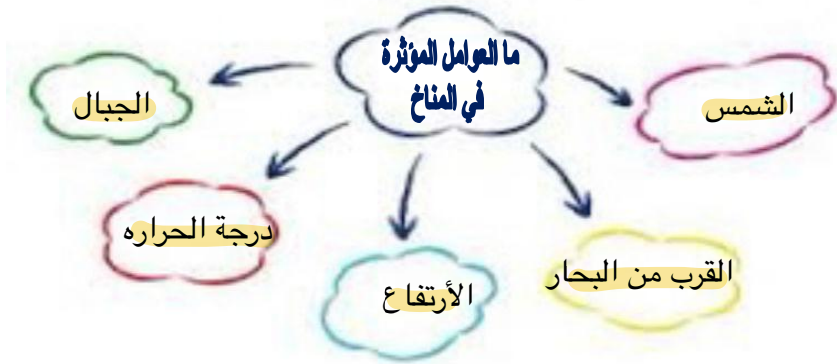 ما العوامل المؤثرة
في المناخ
الشمس
الجبال
درجة الحراره
القرب من البحار
الأرتفاع